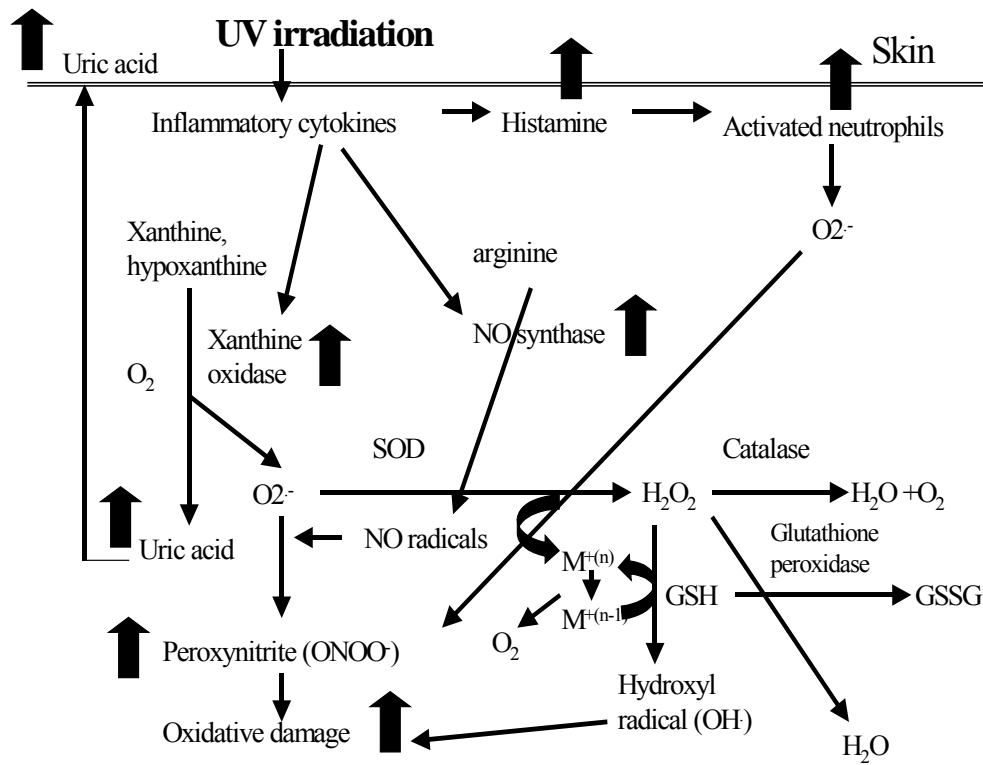 UV irradiation
Skin
Uric acid
Inflammatory cytokines
Histamine
Activated neutrophils
O2·-
Xanthine,
hypoxanthine
arginine
Xanthine
oxidase
NO synthase
O₂
SOD
Catalase
O2·-
H₂O₂
H₂O +O₂
Uric acid
NO radicals
Glutathione
peroxidase
M⁺⁽ⁿ⁾
GSH
GSSG
M⁺⁽ⁿ⁻¹⁾
O₂
Peroxynitrite (ONOO⁻)
Hydroxyl
radical (OH·)
Oxidative damage
H₂O